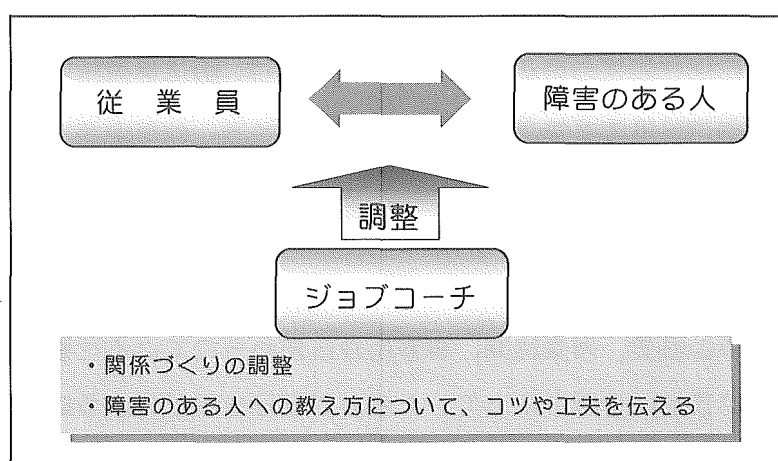 従業員
障害のある人
調整
ジョブコーチ
・関係づくりの調整
・障害のある人への教え方について、コツや工夫を伝える